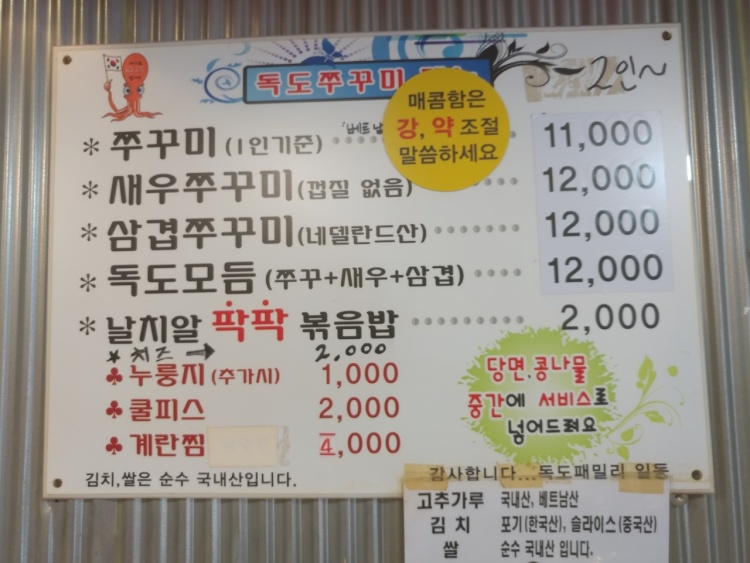 독도쭈꾸미
2인~
매콤함은
강, 약 조절
말씀하세요
* 쭈꾸미 (1인기준) 11,000
* 새우쭈꾸미 (껍질 없음) 12,000
* 삼겹쭈꾸미 (네델란드산) 12,000
* 독도모듬 (쭈꾸+새우+삼겹) 12,000
* 날치알 팍팍 볶음밥 2,000
★ 치즈 → 2,000
♣ 누룽지 (추가시) 1,000
♣ 쿨피스 2,000
♣ 계란찜 4,000
당면.콩나물
중간에 서비스로
넣어드려요
김치,쌀은 순수 국내산입니다.
감사합니다... 독도패밀리 일동
고추가루 국내산, 베트남산
김 치 포기(한국산), 슬라이스(중국산)
쌀 순수 국내산 입니다.